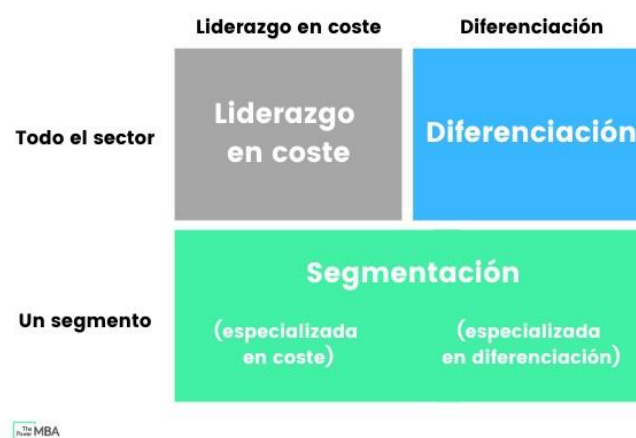 Liderazgo en coste
Diferenciación
Todo el sector
Liderazgo
en coste
Diferenciación
Un segmento
Segmentación
(especializada
en coste)
(especializada
en diferenciación)
The Power MBA